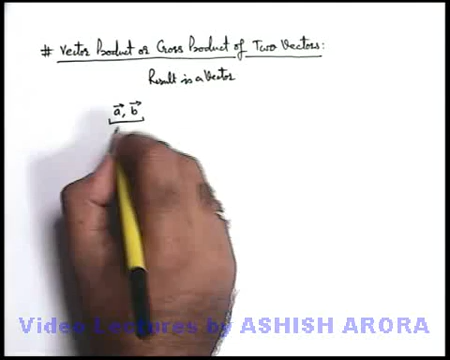 # Vector Product or Cross Product of Two Vectors:
Result is a Vector
a⃗, b⃗
Video Lectures by ASHISH ARORA